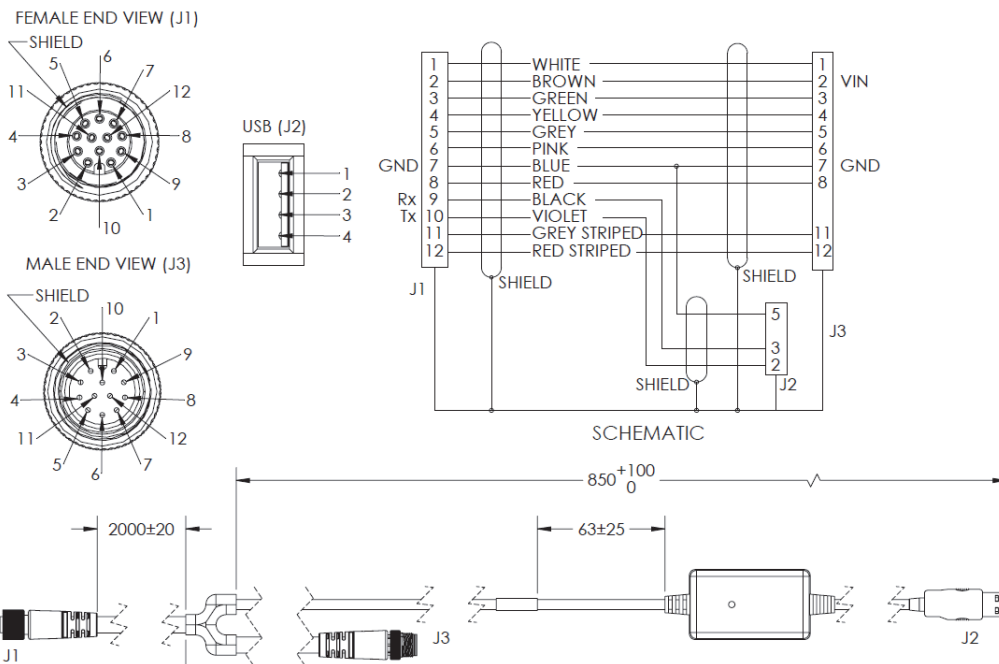 FEMALE END VIEW (J1)
SHIELD
6
5
7
11
12
4
8
3
9
2
1
10
USB (J2)
1
2
3
4
MALE END VIEW (J3)
SHIELD
10
2
1
3
9
4
8
11
12
5
7
6
1 WHITE 1
2 BROWN 2 VIN
3 GREEN 3
4 YELLOW 4
5 GREY 5
6 PINK 6
GND 7 BLUE 7 GND
8 RED 8
Rx 9 BLACK
Tx 10 VIOLET
11 GREY STRIPED 11
12 RED STRIPED 12
J1
SHIELD
SHIELD
5
3
2
J3
SHIELD
J2
SCHEMATIC
850 +100
0
2000±20
63±25
J1
J3
J2